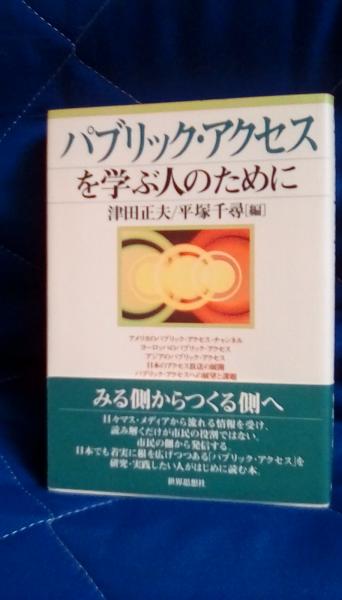 パブリック・アクセス
を学ぶ人のために
津田正夫/平塚千尋[編]
アメリカのパブリック・アクセス・チャンネル
ヨーロッパのパブリック・アクセス
アジアのパブリック・アクセス
日本のアクセス放送の展開
パブリック・アクセスへの展望と課題
みる側からつくる側へ
日々マス・メディアから流れる情報を受け、
読み解くだけが市民の役割ではない。
市民の側から発信する。
日本でも着実に根を広げつつある「パブリック・アクセス」を
研究・実践したい人がはじめに読む本。
世界思想社